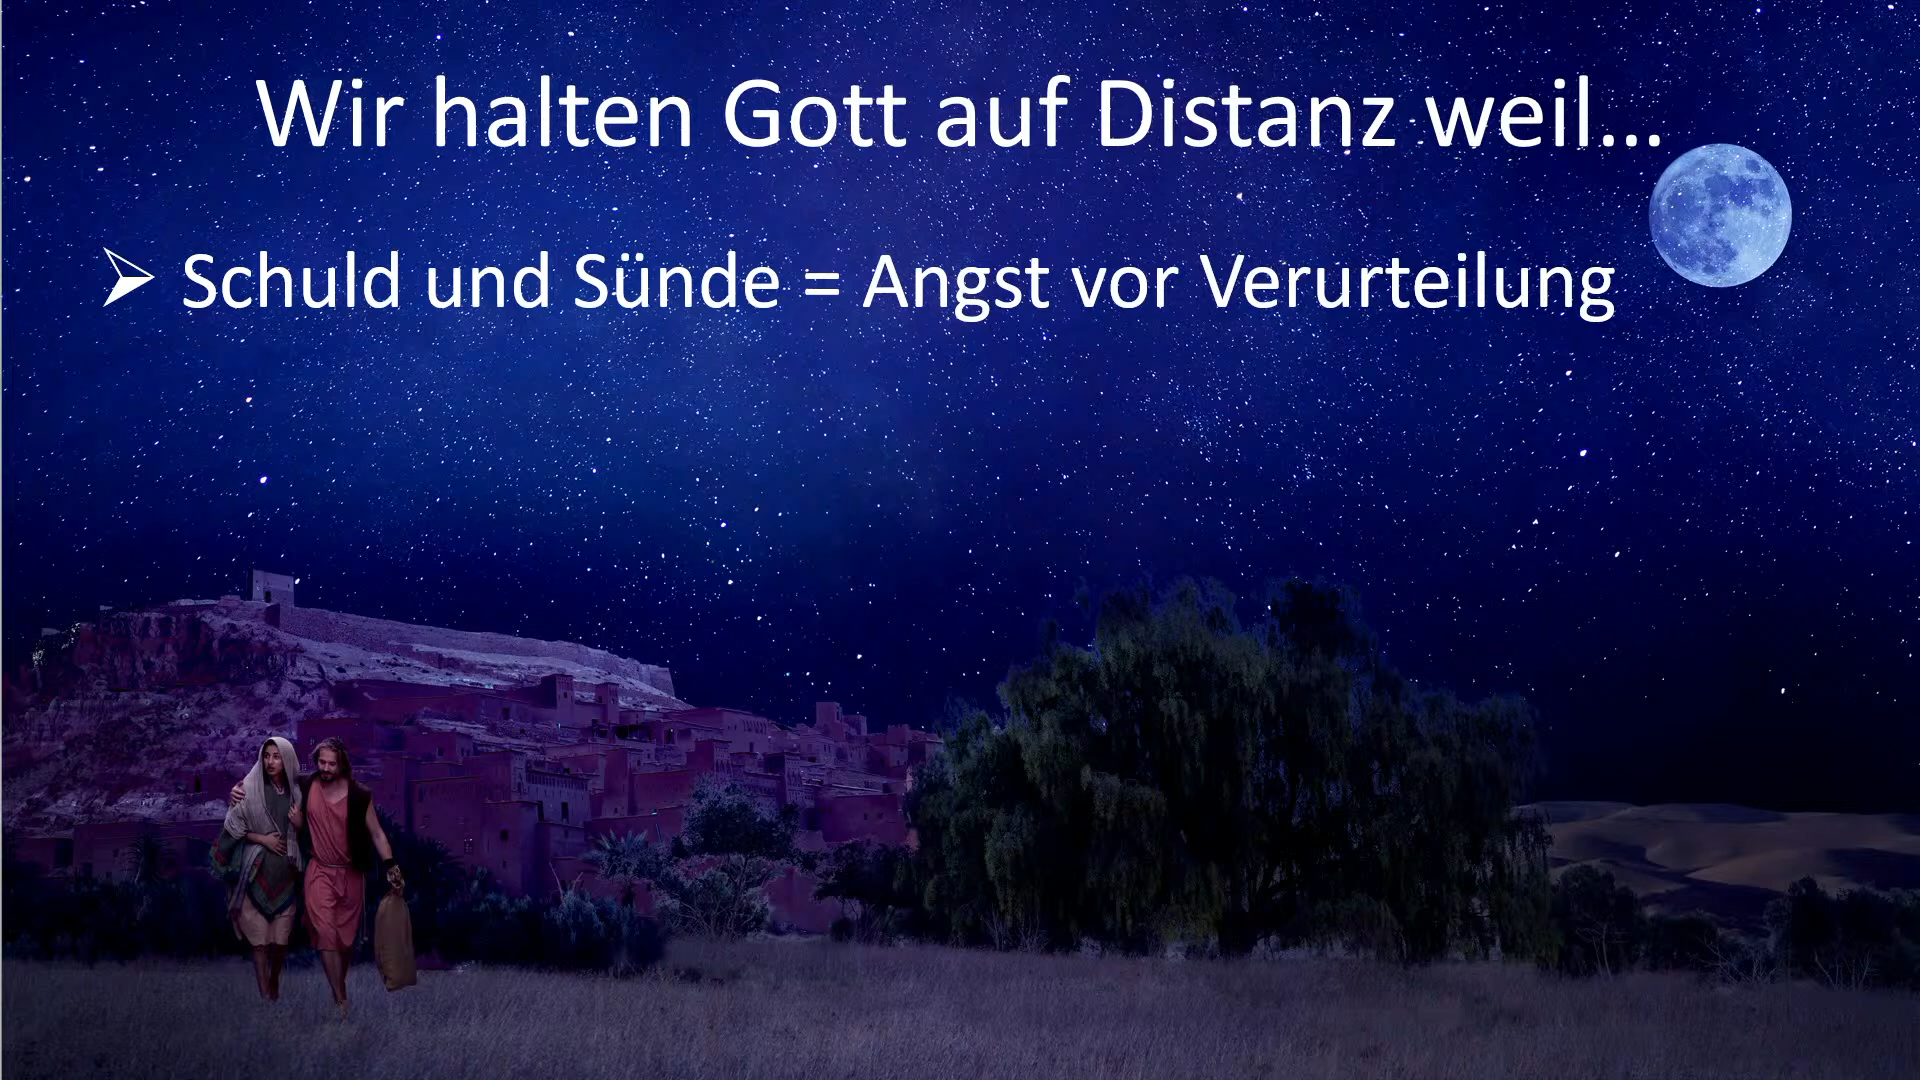 Wir halten Gott auf Distanz weil...
➢ Schuld und Sünde = Angst vor Verurteilung